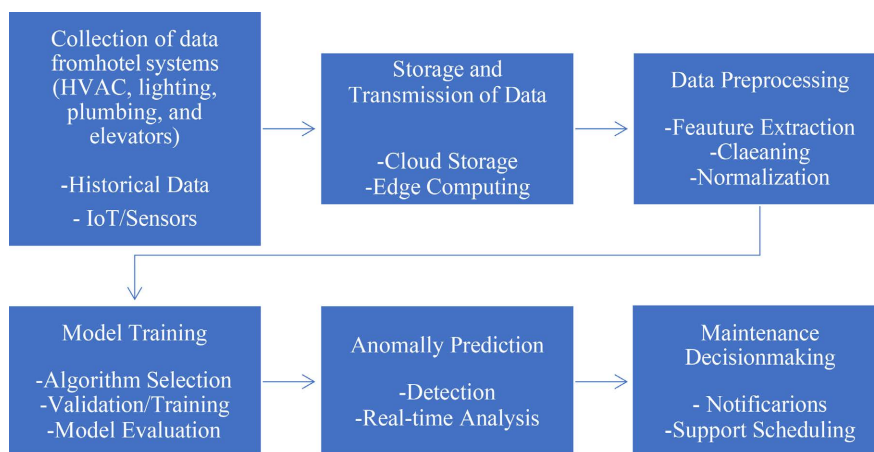 Collection of data
fromhotel systems
(HVAC, lighting,
plumbing, and
elevators)
-Historical Data
- IoT/Sensors
Storage and
Transmission of Data
-Cloud Storage
-Edge Computing
Data Preprocessing
-Feauture Extraction
-Claeaning
-Normalization
Model Training
-Algorithm Selection
-Validation/Training
-Model Evaluation
Anomally Prediction
-Detection
-Real-time Analysis
Maintenance
Decisionmaking
- Notificarions
-Support Scheduling